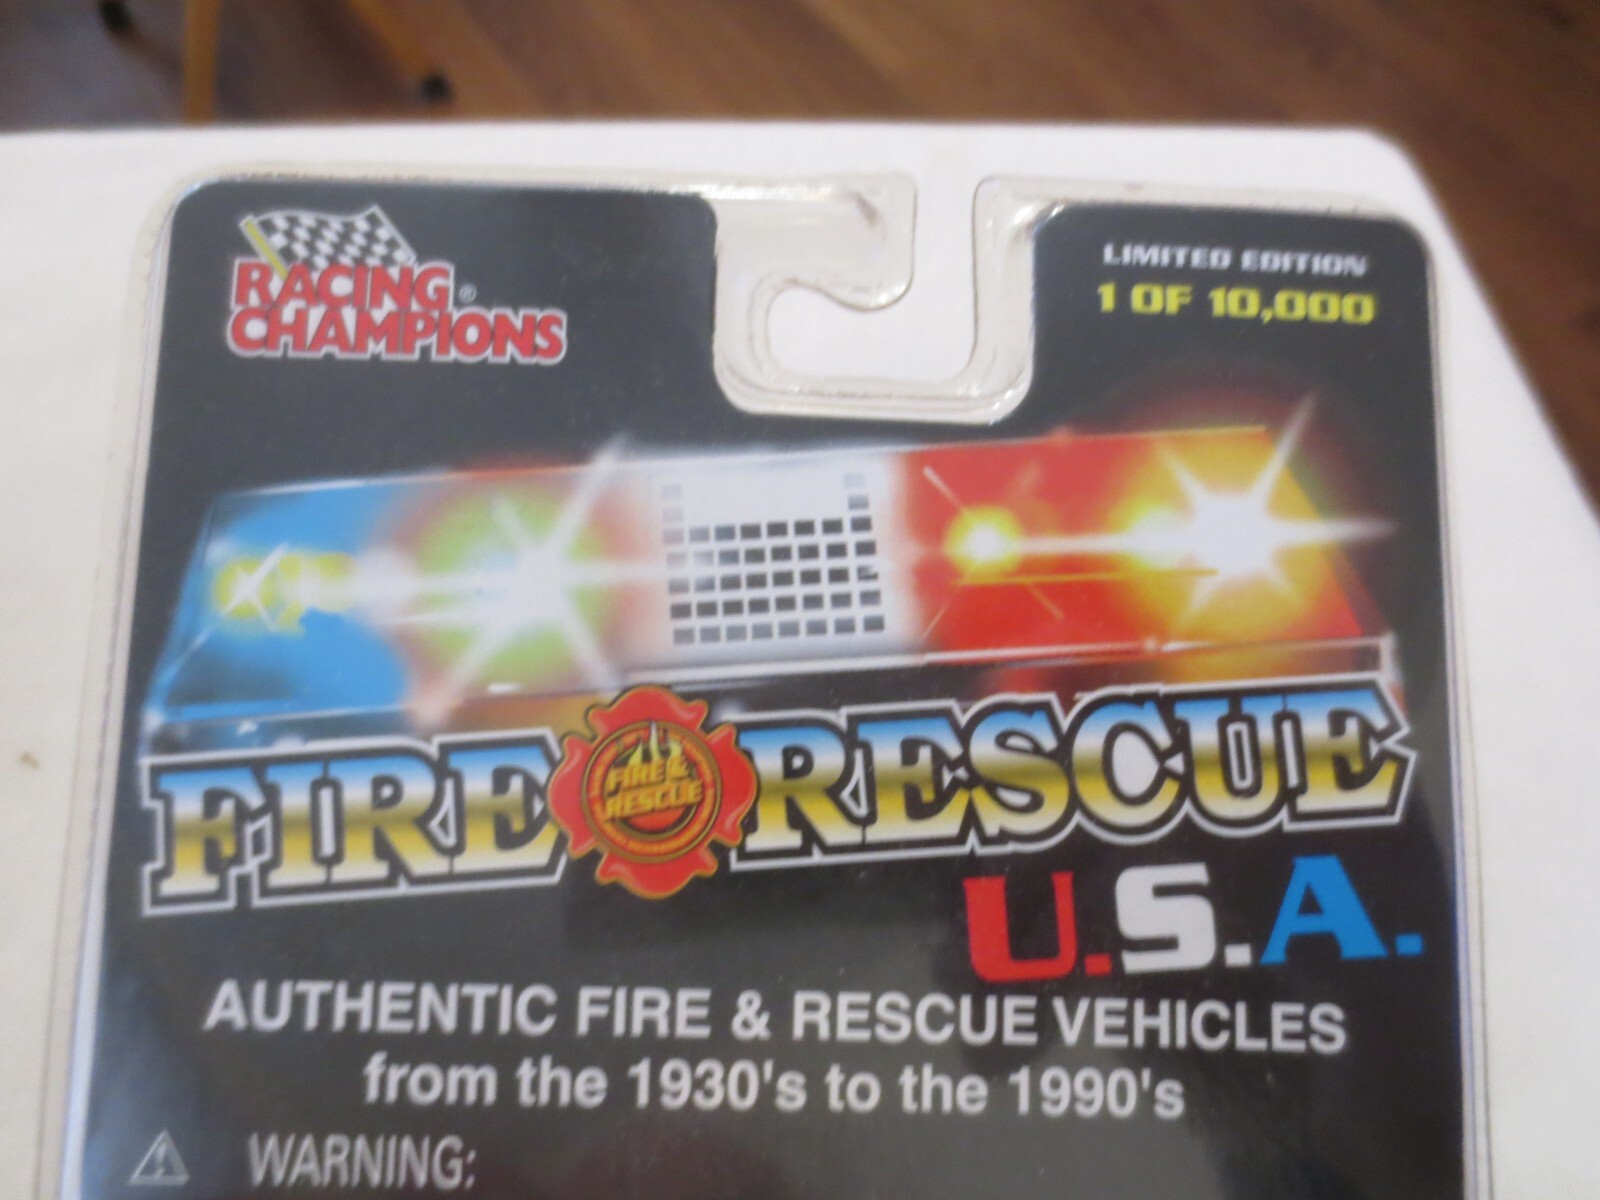 RACING®
CHAMPIONS
LIMITED EDITION
1 OF 10,000
FIRE RESCUE
FIRE &
RESCUE
U.S.A.
AUTHENTIC FIRE & RESCUE VEHICLES
from the 1930's to the 1990's
WARNING: